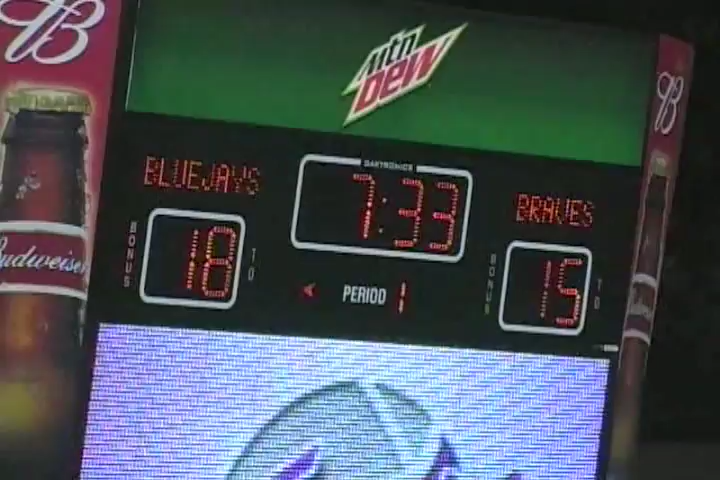 B
Mtn
Dew
B
DAKTRONICS
BLUEJAYS
7:33
BRAVES
BONUS
18
TO
BONUS
15
TO
PERIOD 1
Budweiser